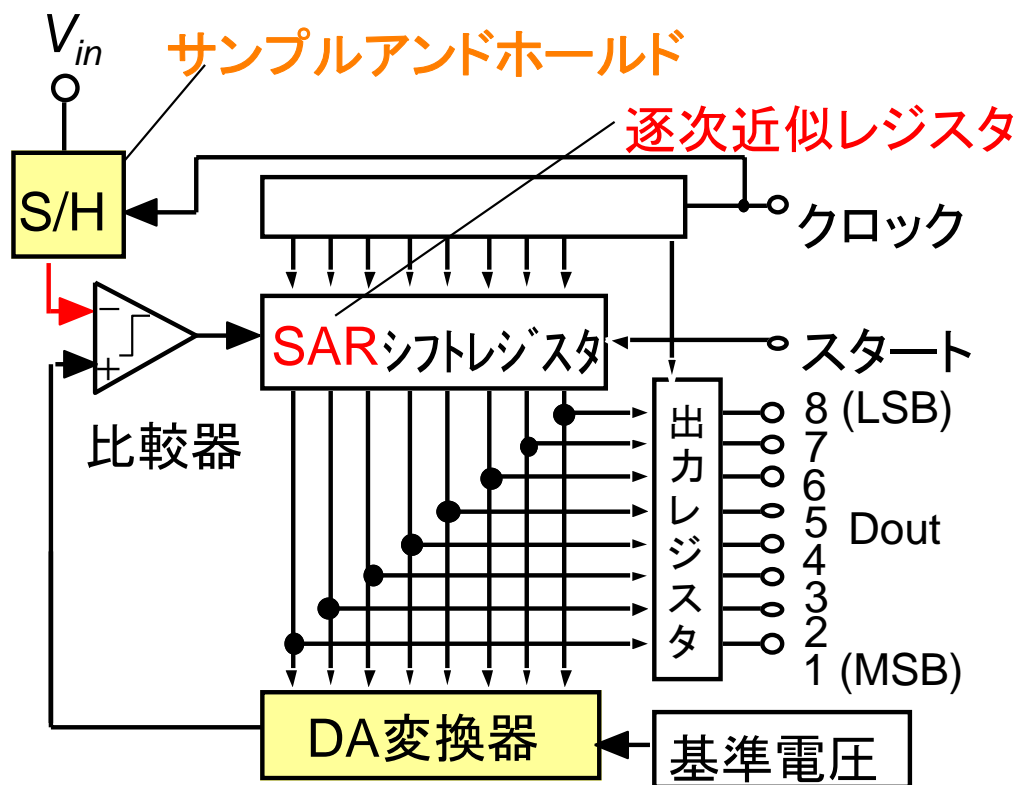 Vin
サンプルアンドホールド
逐次近似レジスタ
S/H
クロック
−
+
SARシフトレジスタ
スタート
比較器
出力レジスタ
8 (LSB)
7
6
5
4
3
2
1 (MSB)
Dout
DA変換器
基準電圧